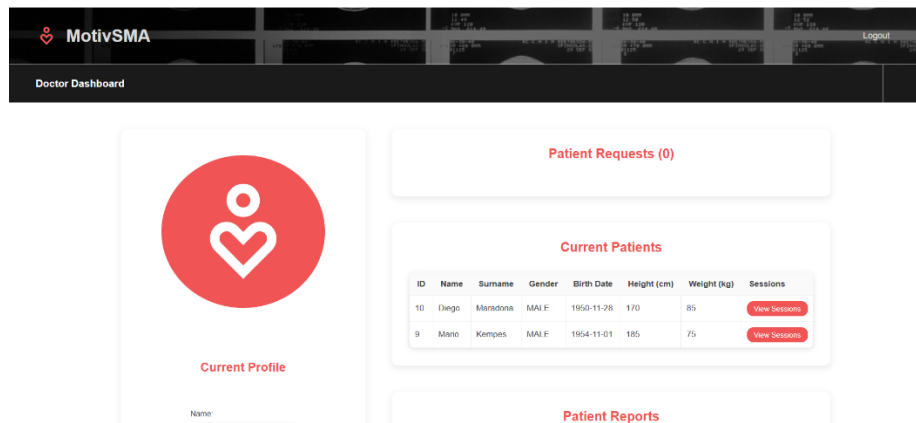 MotivSMA
Logout
Doctor Dashboard
Patient Requests (0)
Current Patients
ID Name Surname Gender Birth Date Height (cm) Weight (kg) Sessions
10 Diego Maradona MALE 1950-11-28 170 85 View Sessions
9 Mario Kempes MALE 1954-11-01 185 75 View Sessions
Current Profile
Name:
Patient Reports